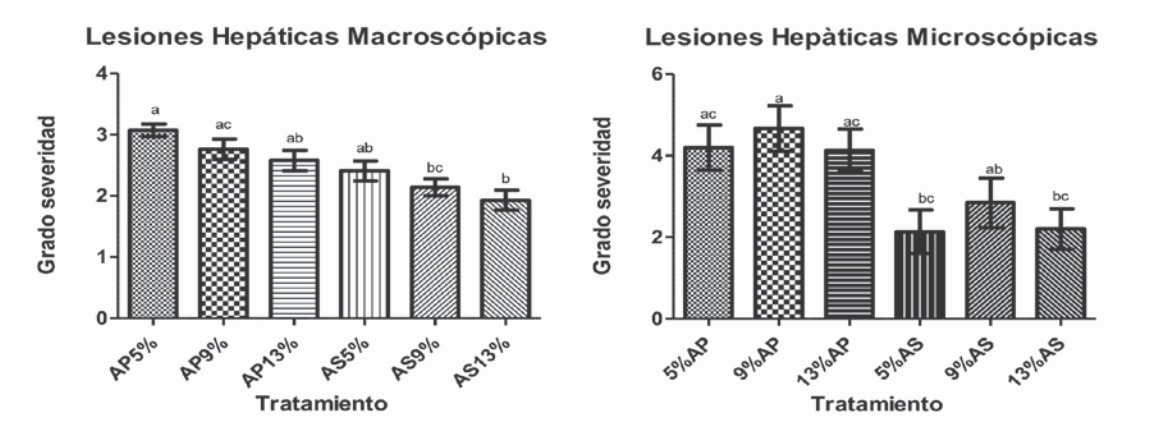 Lesiones Hepáticas Macroscópicas
Grado severidad
4
3
2
1
0
a
ac
ab
ab
bc
b
AP5%
AP9%
AP13%
AS5%
AS9%
AS13%
Tratamiento
Lesiones Hepàticas Microscópicas
Grado severidad
6
4
2
0
ac
a
ac
bc
ab
bc
5%AP
9%AP
13%AP
5%AS
9%AS
13%AS
Tratamiento